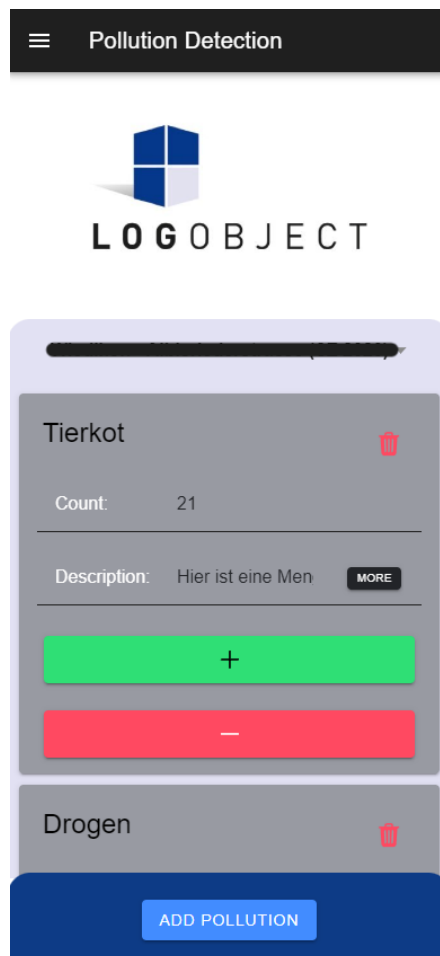 Pollution Detection
LOGOBJECT
Tierkot
Count: 21
Description: Hier ist eine Men MORE
+
−
Drogen
ADD POLLUTION